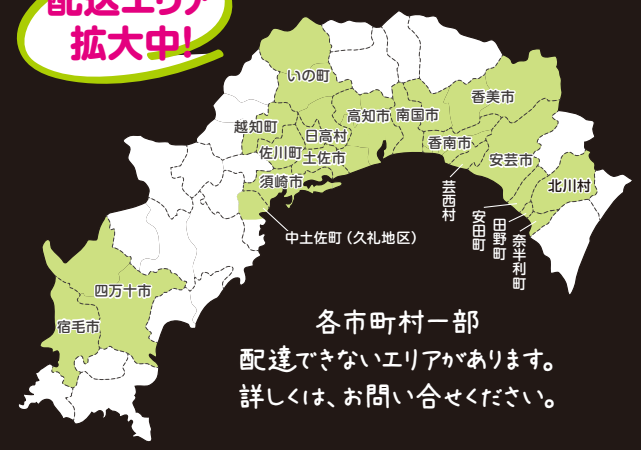 配送エリア
拡大中!
いの町
香美市
高知市
南国市
越知町
日高村
香南市
佐川町
土佐市
安芸市
須崎市
北川村
芸西村
安田町
田野町
奈半利町
中土佐町（久礼地区）
四万十市
宿毛市
各市町村一部
配達できないエリアがあります。
詳しくは、お問い合せください。